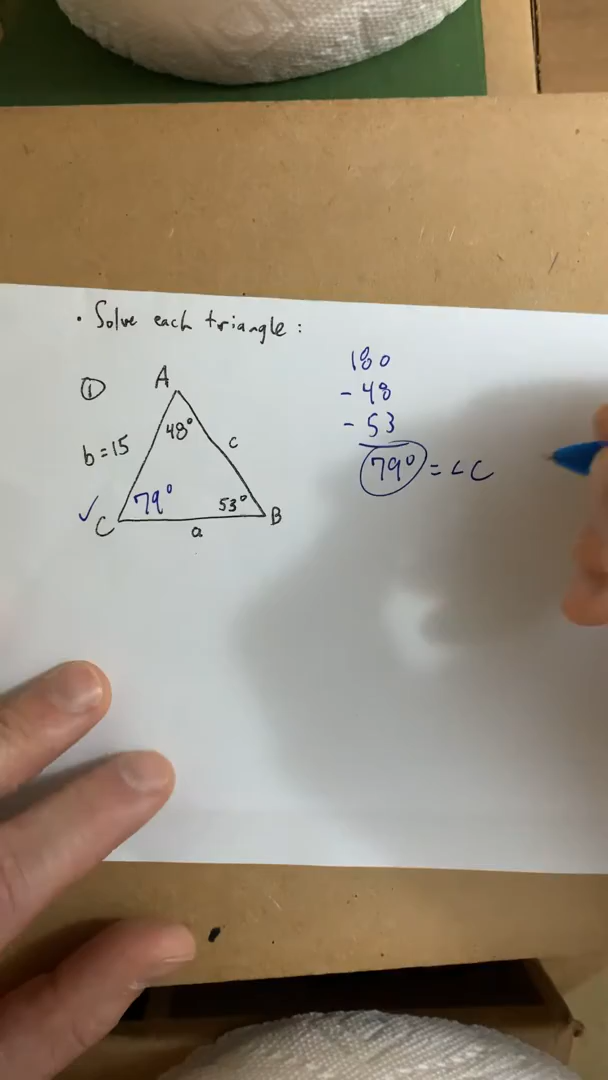 · Solve each triangle:
① A
48°
b=15
c
✓ C 79° 53° B
a
180
- 48
- 53
79° = ∠C